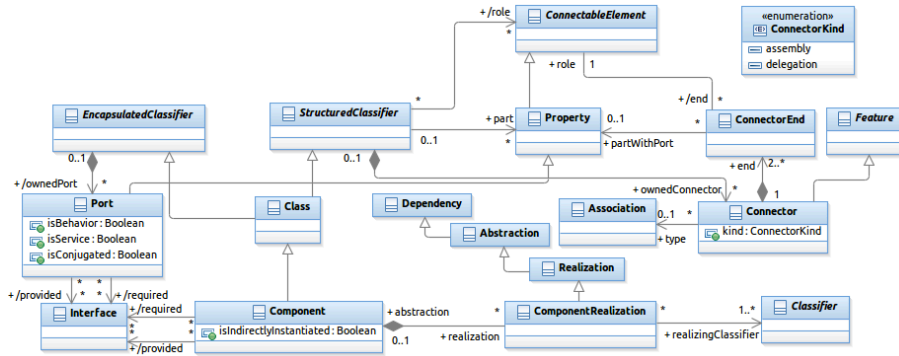 +/role
ConnectableElement
«enumeration»
ConnectorKind
assembly
delegation
*
+ role
1
*
+/end
EncapsulatedClassifier
StructuredClassifier
+ part
Property
0..1
*
ConnectorEnd
Feature
0..1
0..1
0..1
*
+ partWithPort
+ end
2..*
+/ownedPort
*
+ ownedConnector
*
1
Port
isBehavior : Boolean
isService : Boolean
isConjugated : Boolean
Class
Dependency
Abstraction
Association
0..1
*
+ type
Connector
kind : ConnectorKind
Realization
*
*
+/provided
*
*
+/required
Interface
+/required
*
*
*
*
+/provided
Component
isIndirectlyInstantiated : Boolean
+ abstraction
0..1
*
+ realization
ComponentRealization
*
1..*
+ realizingClassifier
Classifier